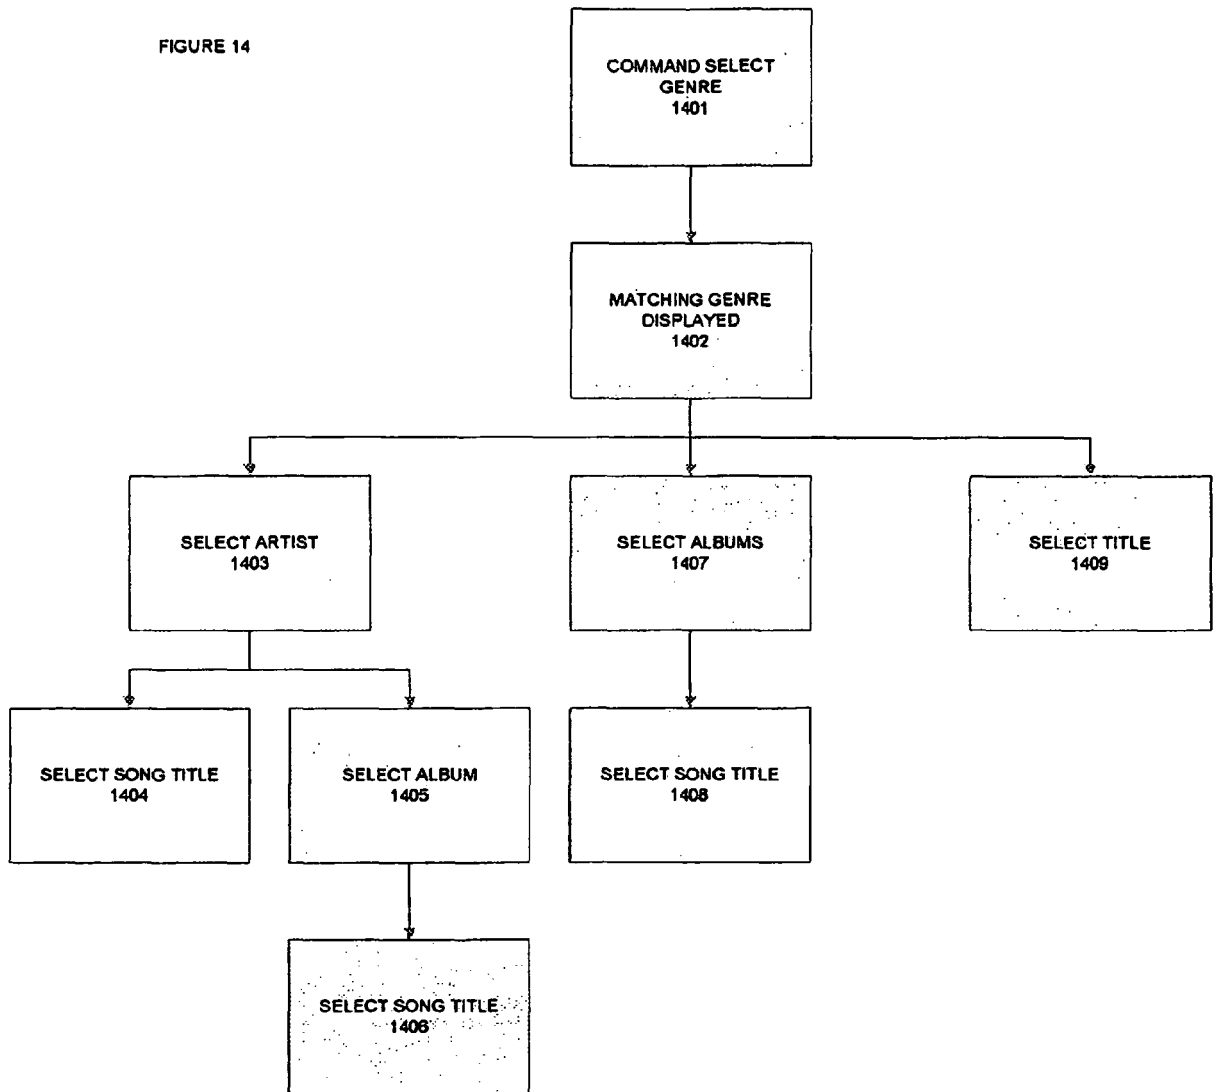 FIGURE 14
COMMAND SELECT
GENRE
1401
MATCHING GENRE
DISPLAYED
1402
SELECT ARTIST
1403
SELECT ALBUMS
1407
SELECT TITLE
1409
SELECT SONG TITLE
1404
SELECT ALBUM
1405
SELECT SONG TITLE
1408
SELECT SONG TITLE
1406